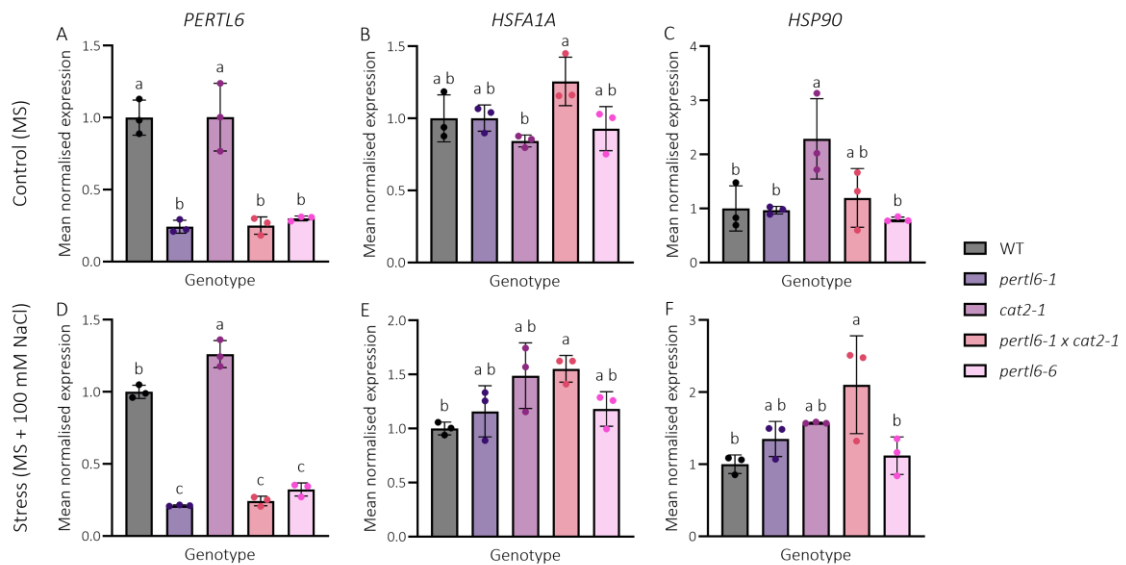 PERTL6
HSFA1A
HSP90
Control (MS)
A
Mean normalised expression
1.5
1.0
0.5
0.0
a
b
a
b
b
Genotype
B
Mean normalised expression
1.5
1.0
0.5
0.0
a b
a b
b
a
a b
Genotype
C
Mean normalised expression
4
3
2
1
0
b
b
a
a b
b
Genotype
Stress (MS + 100 mM NaCl)
D
Mean normalised expression
1.5
1.0
0.5
0.0
b
c
a
c
c
Genotype
E
Mean normalised expression
2.0
1.5
1.0
0.5
0.0
b
a b
a b
a
a b
Genotype
F
Mean normalised expression
3
2
1
0
b
a b
a b
a
b
Genotype
WT
pertl6-1
cat2-1
pertl6-1 x cat2-1
pertl6-6